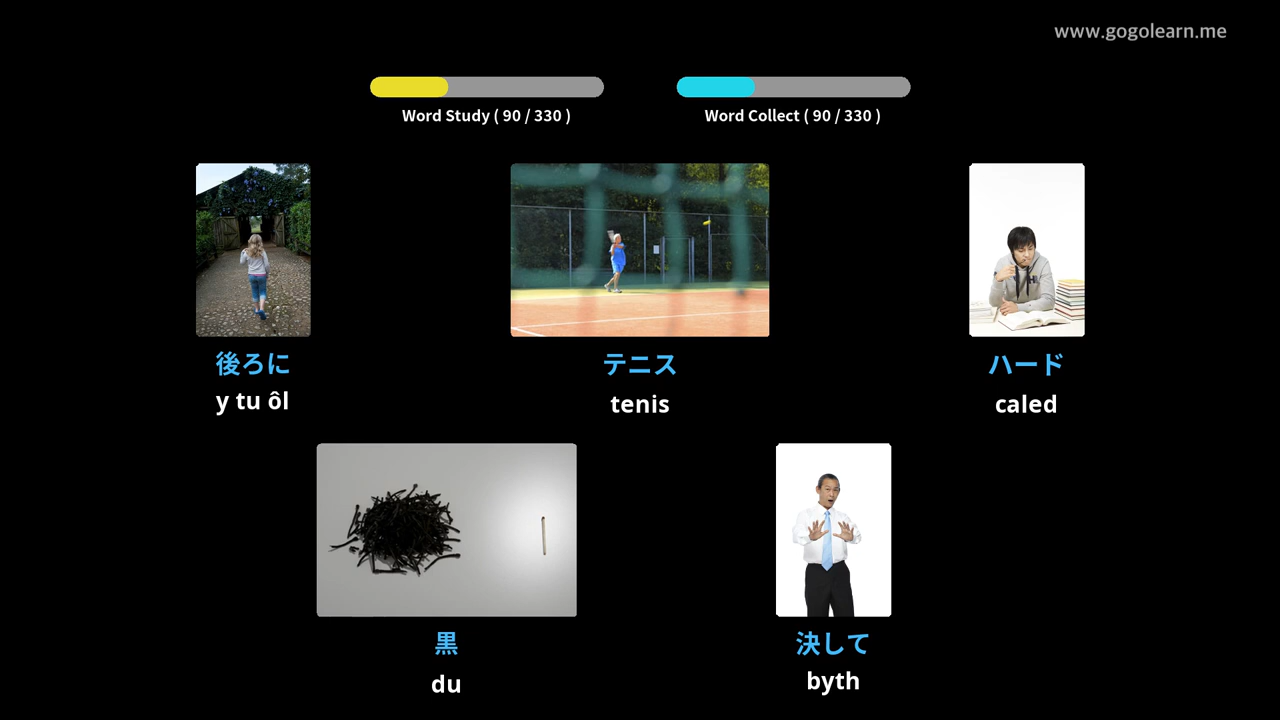 www.gogolearn.me
Word Study ( 90 / 330 )
Word Collect ( 90 / 330 )
後ろに
y tu ôl
テニス
tenis
ハード
caled
黒
du
決して
byth